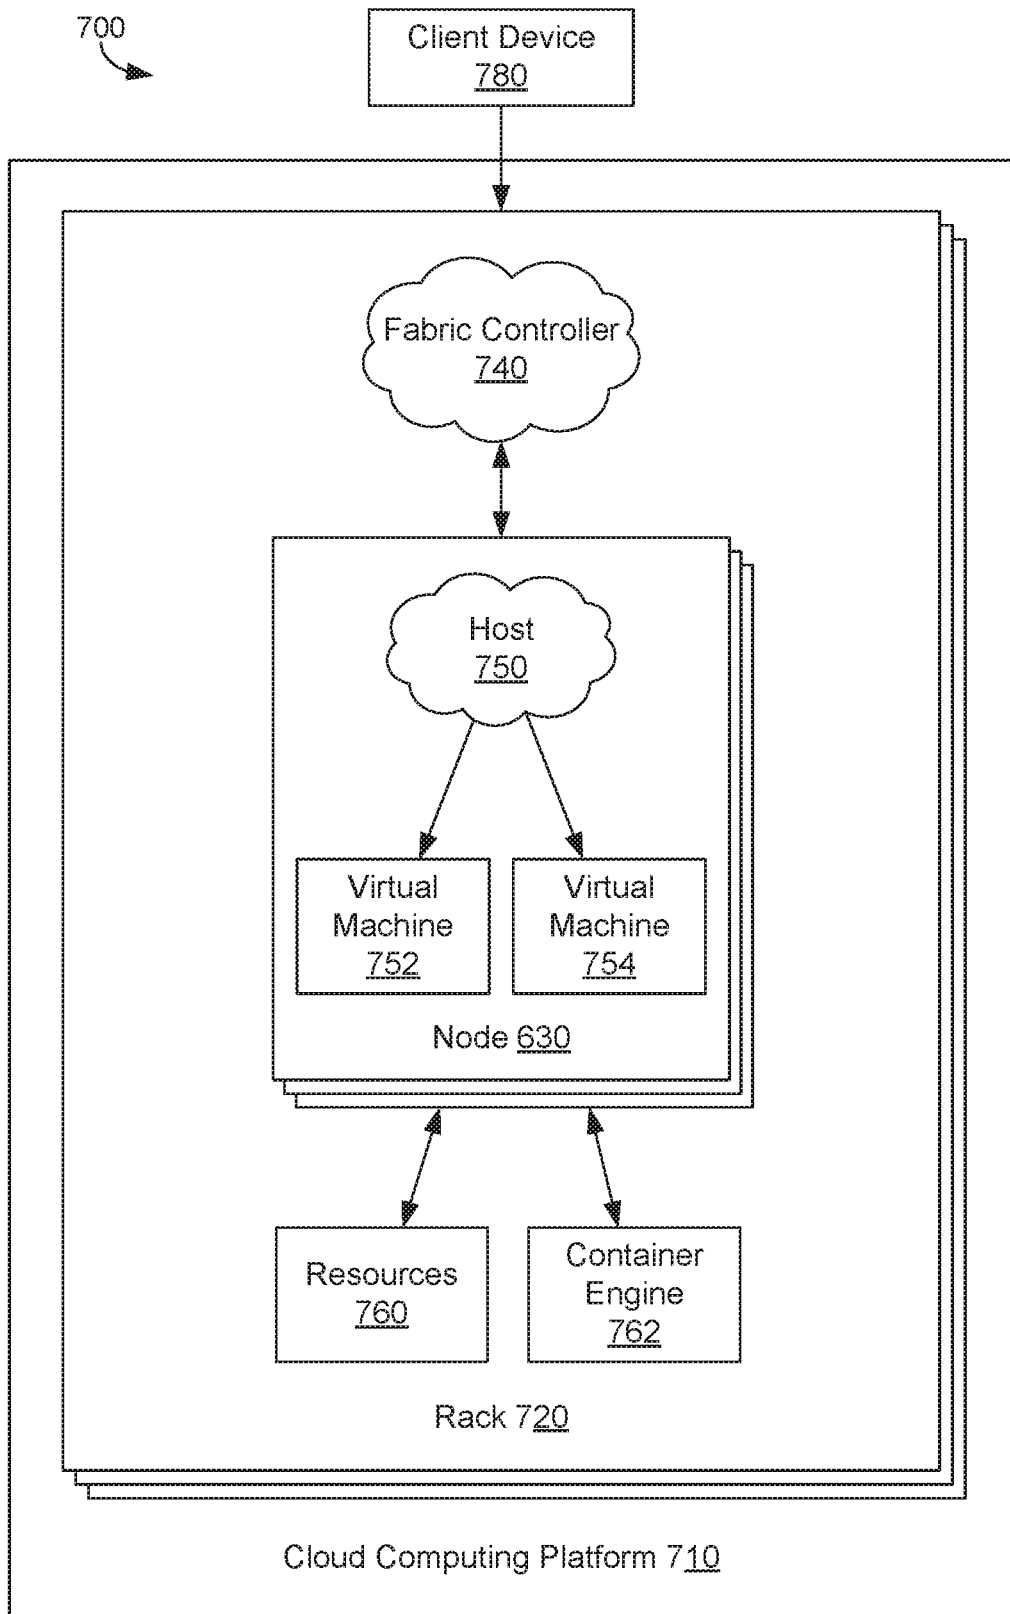 700
Client Device
780
Fabric Controller
740
Host
750
Virtual
Machine
752
Virtual
Machine
754
Node 630
Resources
760
Container
Engine
762
Rack 720
Cloud Computing Platform 710